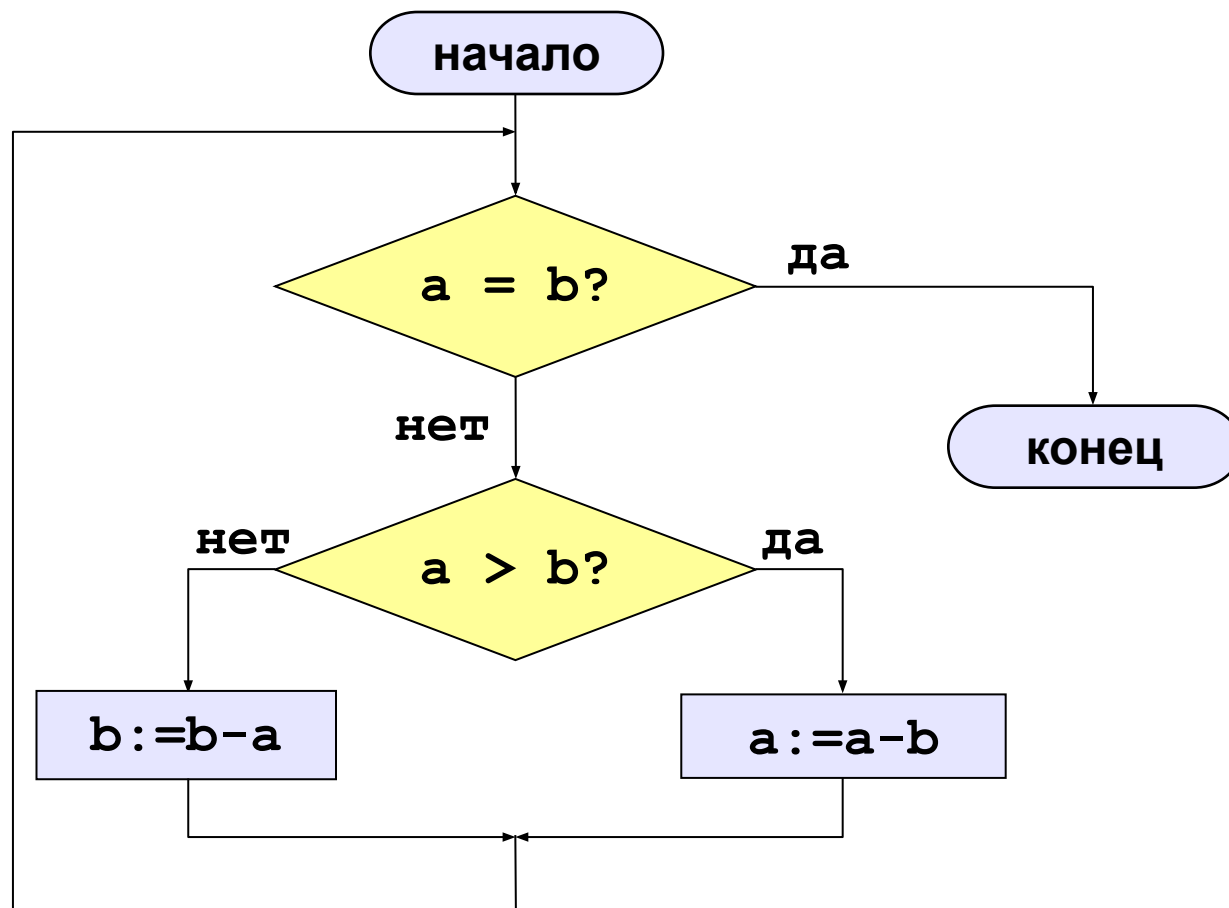 начало
a = b?
да
нет
конец
нет
a > b?
да
b:=b-a
a:=a-b